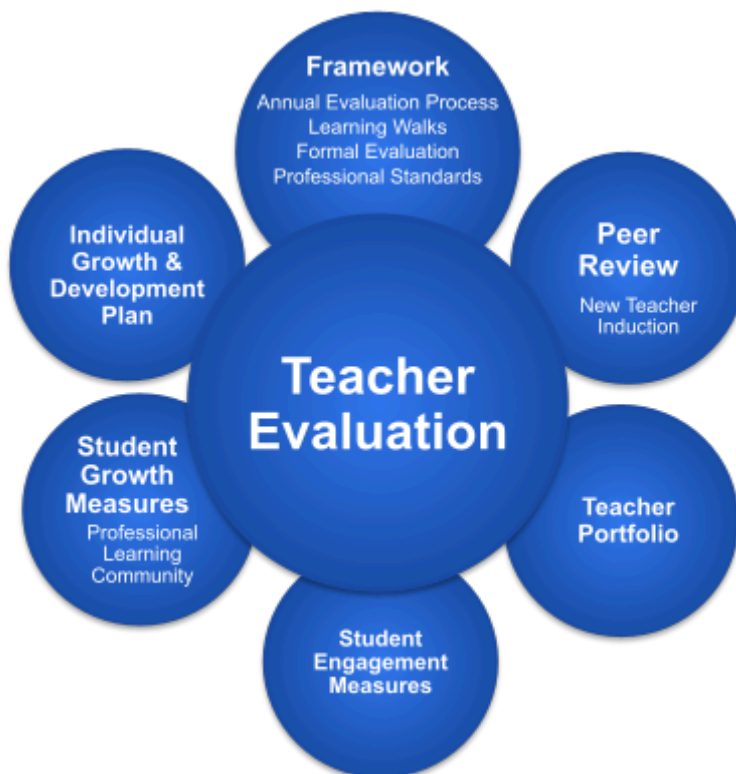 Framework
Annual Evaluation Process
Learning Walks
Formal Evaluation
Professional Standards
Peer
Review
New Teacher
Induction
Teacher
Portfolio
Student
Engagement
Measures
Student
Growth
Measures
Professional
Learning
Community
Individual
Growth &
Development
Plan
Teacher
Evaluation